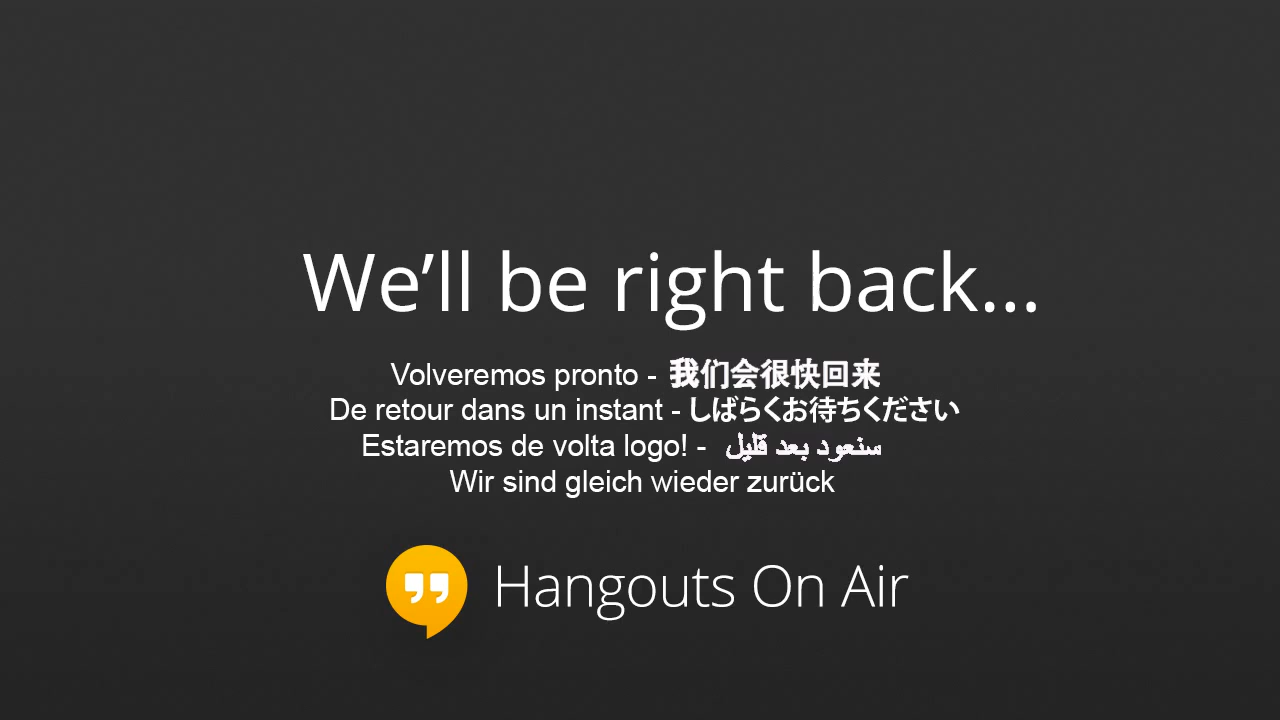 We’ll be right back...
Volveremos pronto - 我们会很快回来
De retour dans un instant - しばらくお待ちください
Estaremos de volta logo! - سنعود بعد قليل
Wir sind gleich wieder zurück
Hangouts On Air